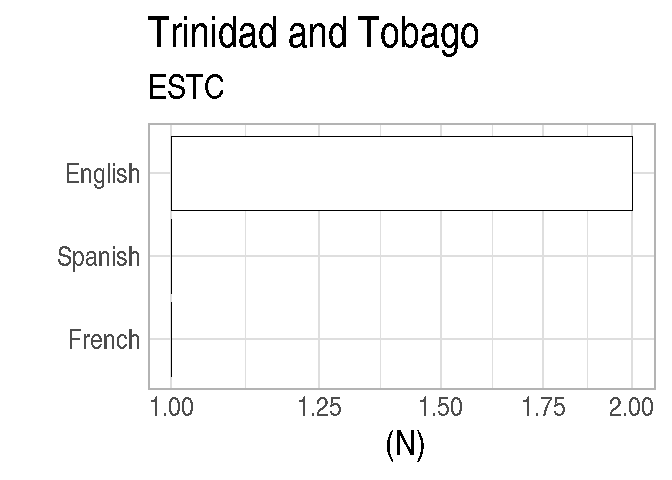 Trinidad and Tobago
ESTC
English
Spanish
French
1.00 1.25 1.50 1.75 2.00
(N)